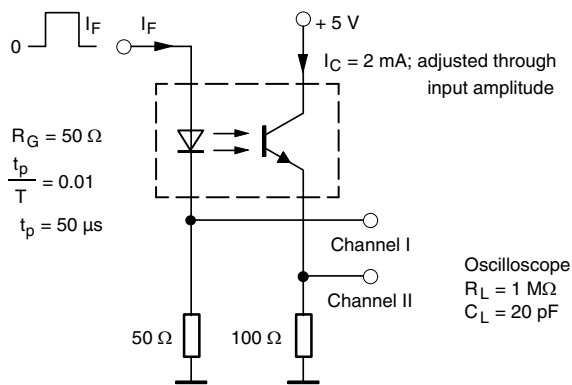 0
I_F
I_F
+ 5 V
I_C = 2 mA; adjusted through
input amplitude
R_G = 50 Ω
t_p
T
= 0.01
t_p = 50 μs
Channel I
Channel II
50 Ω
100 Ω
Oscilloscope
R_L = 1 MΩ
C_L = 20 pF